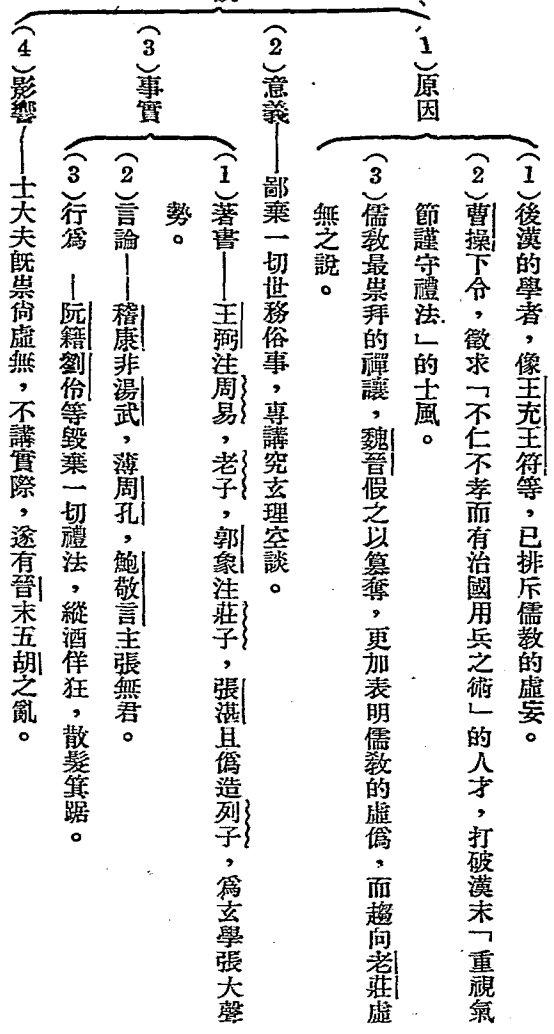 （1）原因
（1）後漢的學者，像王充王符等，已排斥儒教的虛妄。
（2）曹操下令，徵求「不仁不孝而有治國用兵之術」的人才，打破漢末「重視氣
節謹守禮法」的士風。
（3）儒教最崇拜的禪讓，魏晉假之以篡奪，更加表明儒教的虛僞，而趨向老莊虛
無之說。
（2）意義——鄙棄一切世務俗事，專講究玄理空談。
（3）事實
（1）著書——王弼注周易，老子，郭象注莊子，張湛且僞造列子，爲玄學張大聲
勢。
（2）言論——嵇康非湯武，薄周孔，鮑敬言主張無君。
（3）行爲—阮籍劉伶等毀棄一切禮法，縱酒佯狂，散髮箕踞。
（4）影響——士大夫旣崇尙虛無，不講實際，遂有晉末五胡之亂。